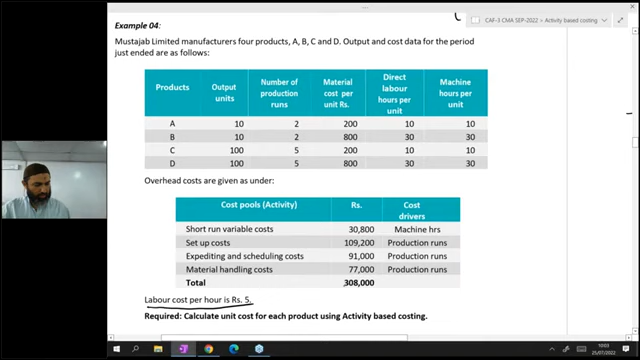 CAF-3 CMA SEP-2022 » Activity based costing
Example 04:
Mustajab Limited manufacturers four products, A, B, C and D. Output and cost data for the period
just ended are as follows:
Products Output units Number of production runs Material cost per unit Rs. Direct labour hours per unit Machine hours per unit
A 10 2 200 10 10
B 10 2 800 30 30
C 100 5 200 10 10
D 100 5 800 30 30
Overhead costs are given as under:
Cost pools (Activity) Rs. Cost drivers
Short run variable costs 30,800 Machine hrs
Set up costs 109,200 Production runs
Expediting and scheduling costs 91,000 Production runs
Material handling costs 77,000 Production runs
Total 308,000
Labour cost per hour is Rs. 5.
Required: Calculate unit cost for each product using Activity based costing.
10:03
25/07/2022